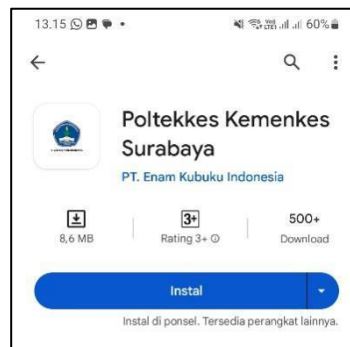 13.15 60%
Poltekkes Kemenkes
Surabaya
PT. Enam Kubuku Indonesia
8,6 MB
3+
Rating 3+
500+
Download
Instal
Instal di ponsel. Tersedia perangkat lainnya.